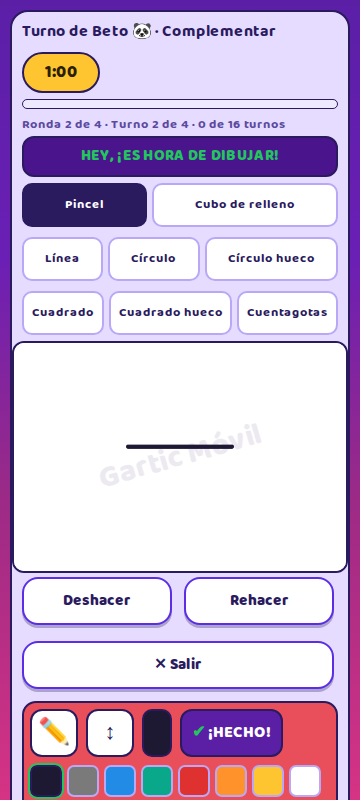 Turno de Beto 🐼 · Complementar
1:00
Ronda 2 de 4 · Turno 2 de 4 · 0 de 16 turnos
HEY, ¡ES HORA DE DIBUJAR!
Pincel Cubo de relleno
Línea Círculo Círculo hueco
Cuadrado Cuadrado hueco Cuentagotas
Gartic Móvil
Deshacer Rehacer
✕ Salir
✏️ ↕ ✔ ¡HECHO!